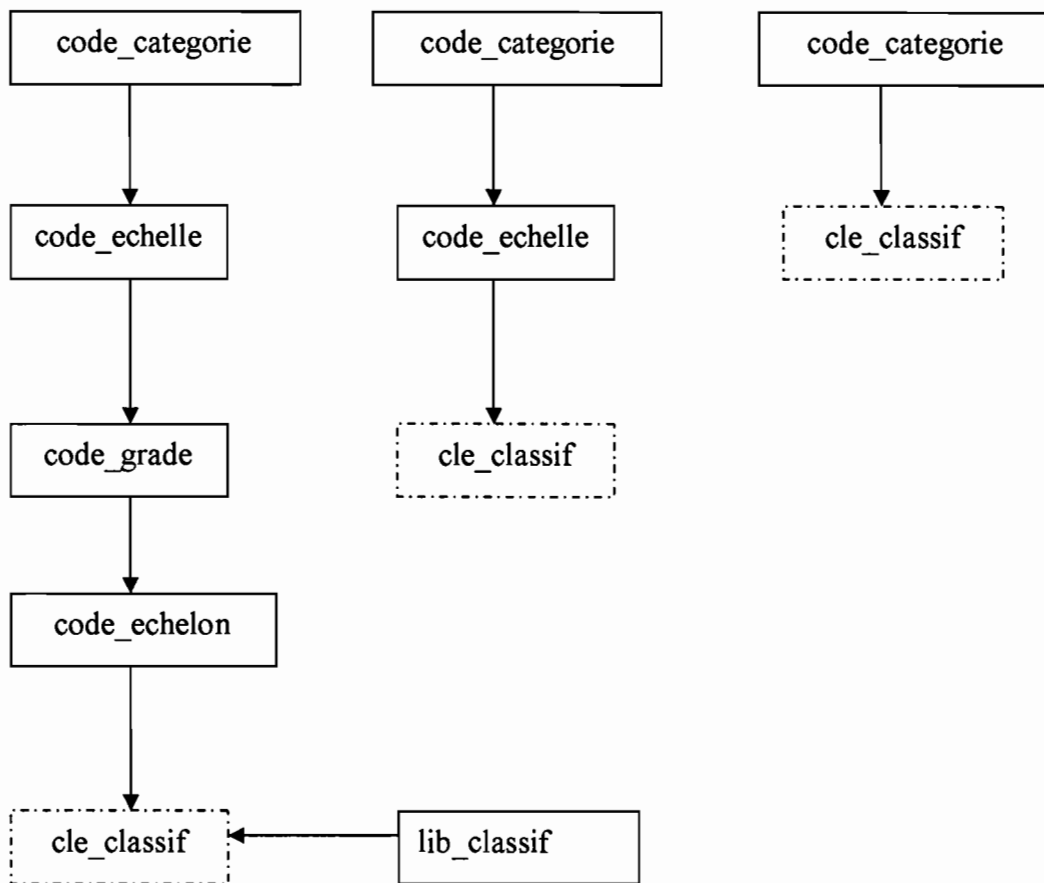 code_categorie
code_categorie
code_categorie
code_echelle
code_echelle
cle_classif
code_grade
cle_classif
code_echelon
cle_classif
lib_classif